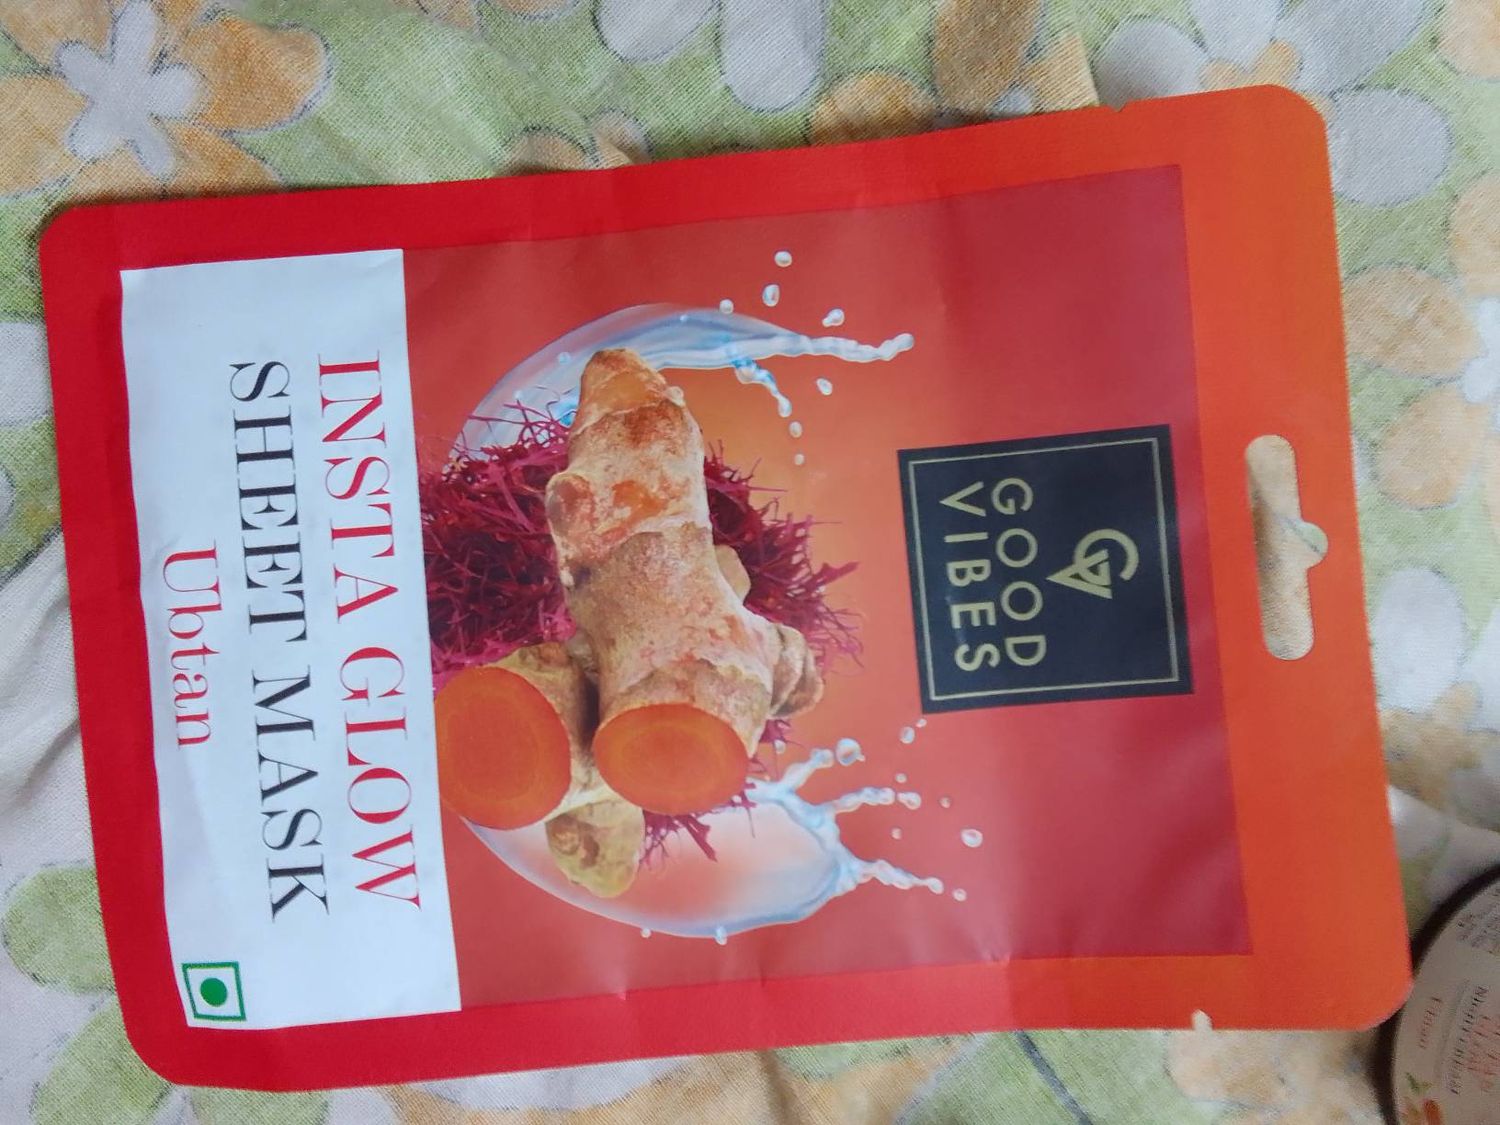 GOOD
VIBES
INSTA GLOW
SHEET MASK
Ubtan